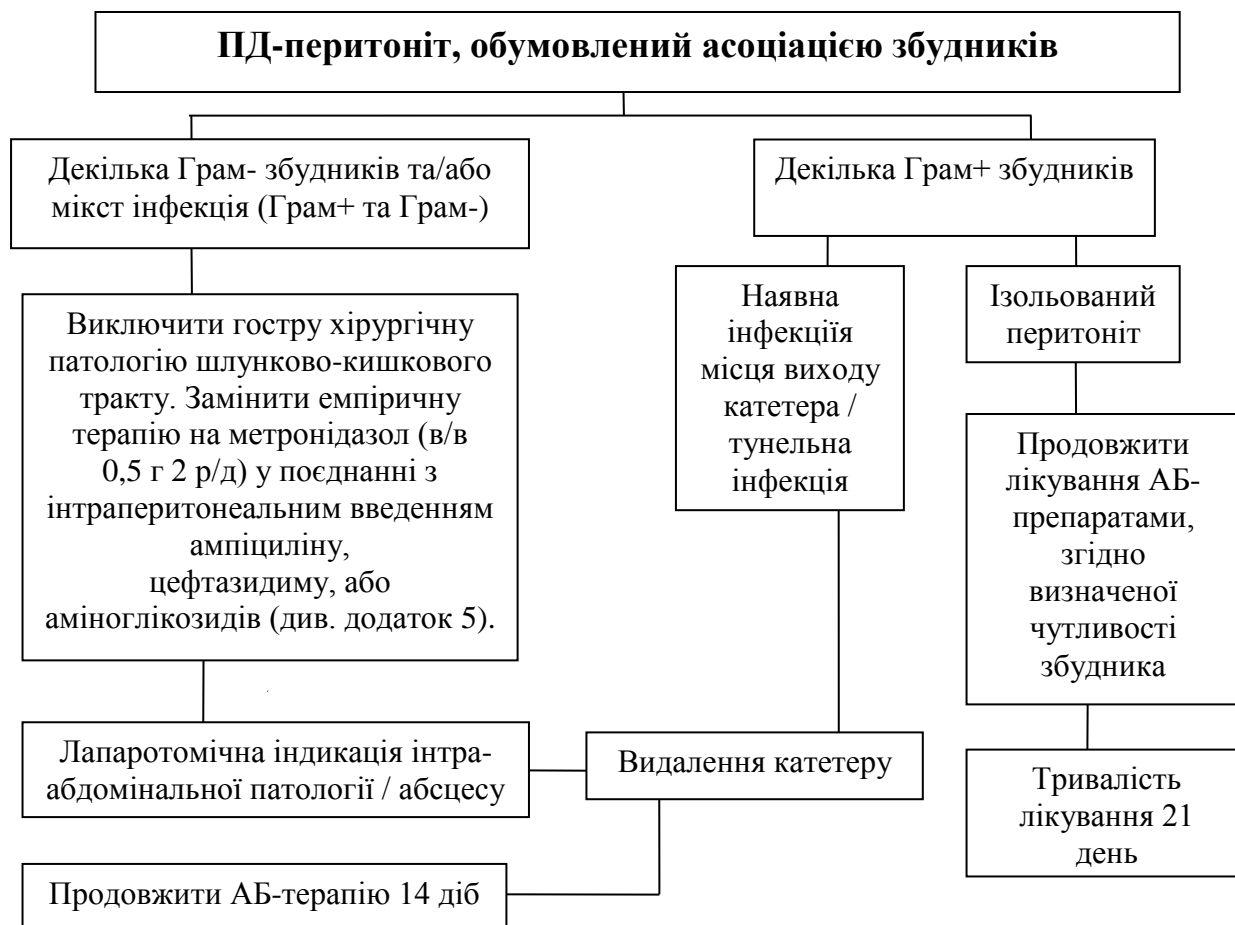 ПД-перитоніт, обумовлений асоціацією збудників
Декілька Грам- збудників та/або
мікст інфекція (Грам+ та Грам-)
Декілька Грам+ збудників
Виключити гостру хірургічну
патологію шлунково-кишкового
тракту. Замінити емпіричну
терапію на метронідазол (в/в
0,5 г 2 р/д) у поєднанні з
інтраперитонеальним введенням
ампіциліну,
цефтазидиму, або
аміноглікозидів (див. додаток 5).
Наявна
інфекціїя
місця виходу
катетера /
тунельна
інфекція
Ізольований
перитоніт
Продовжити
лікування АБ-
препаратами,
згідно
визначеної
чутливості
збудника
Лапаротомічна індикація інтра-
абдомінальної патології / абсцесу
Видалення катетеру
Тривалість
лікування 21
день
Продовжити АБ-терапію 14 діб